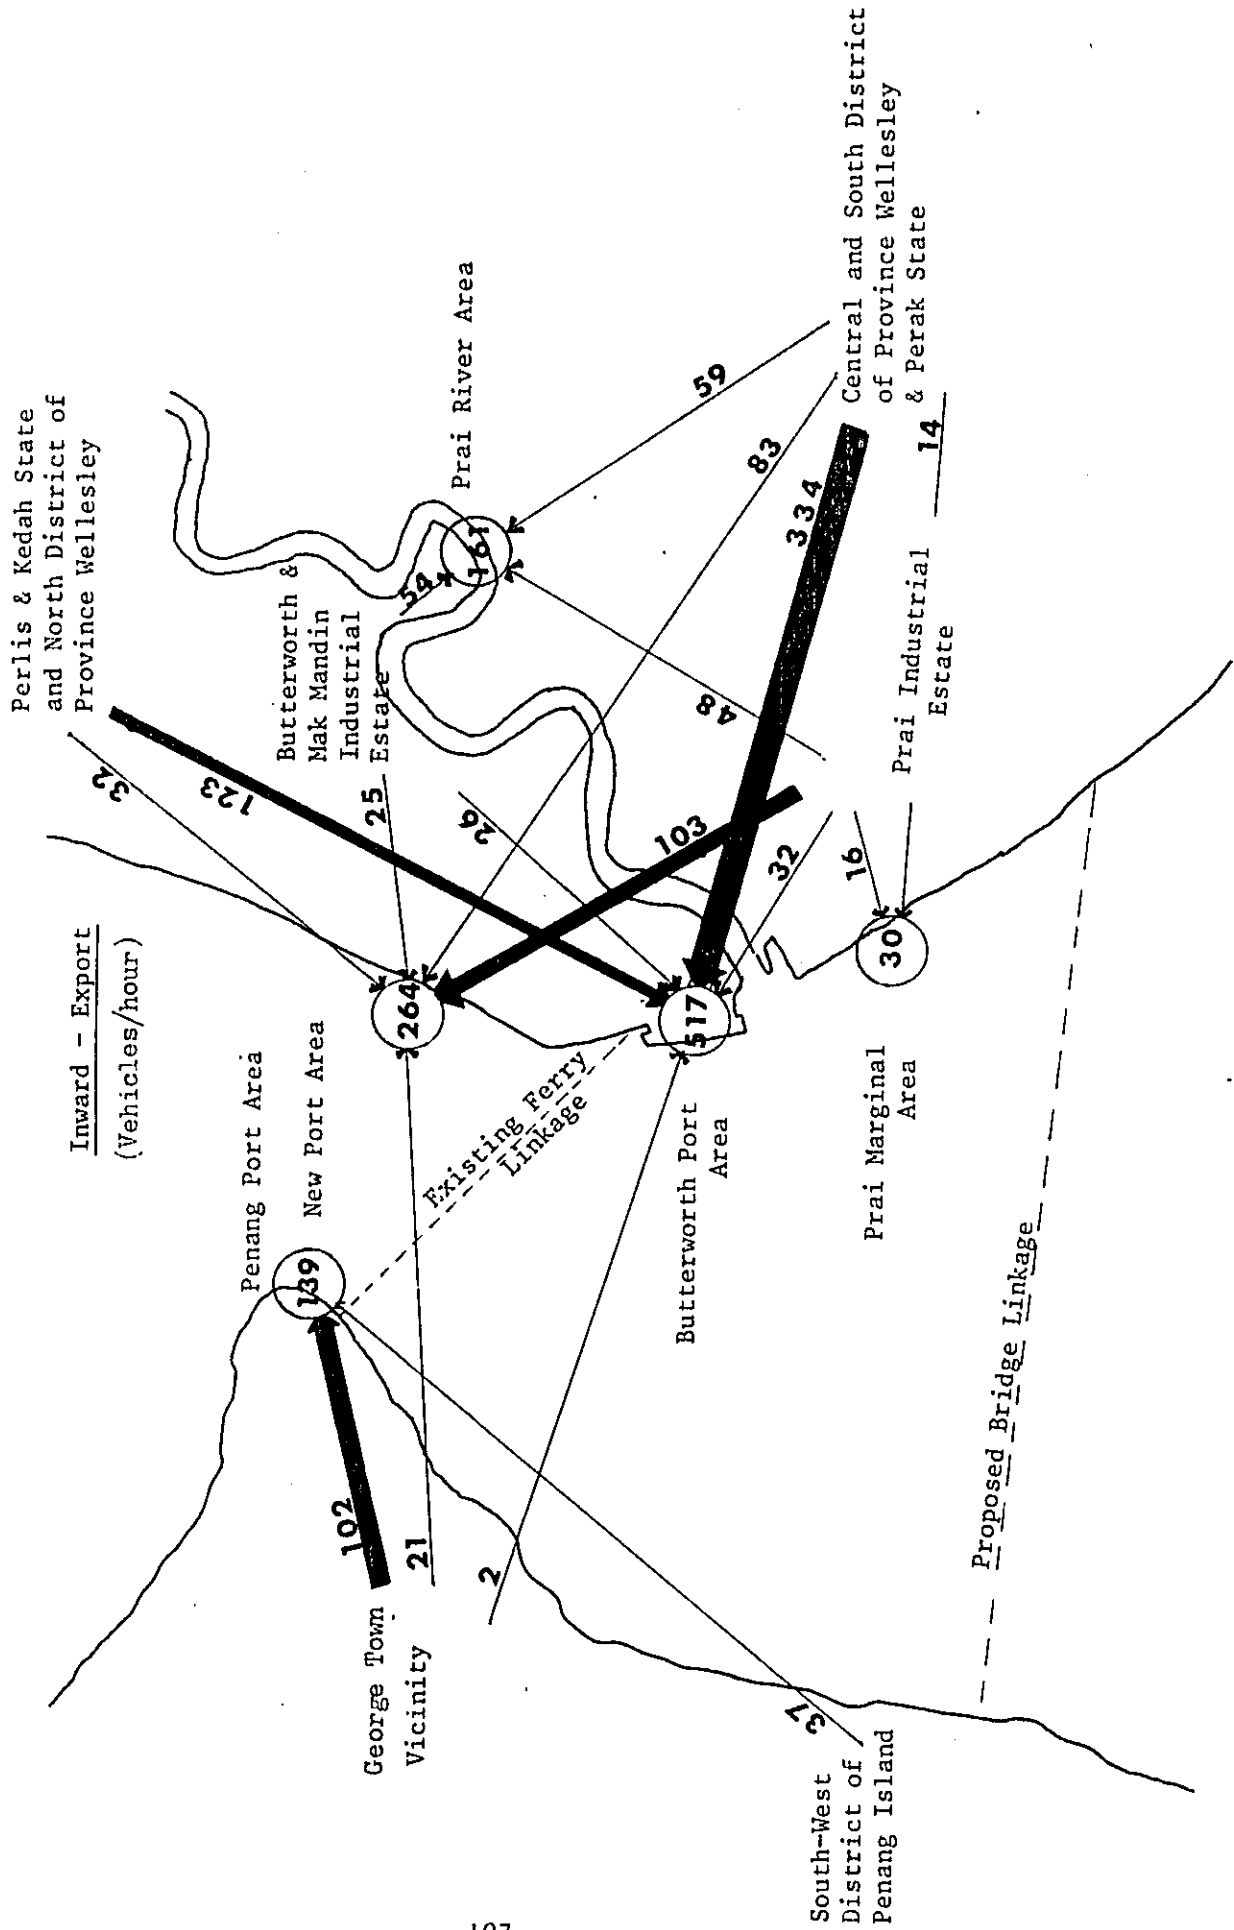 Inward - Export
(Vehicles/hour)
Perlis & Kedah State
and North District of
Province Wellesley
32
123
Butterworth &
Mak Mandin
Industrial
Estate
25
26
54
161
Prai River Area
59
83
334
48
103
32
16
14
Central and South District
of Province Wellesley
& Perak State
Prai Industrial
Estate
264
517
30
New Port Area
Penang Port Area
139
Existing Ferry
Linkage
Butterworth Port
Area
Prai Marginal
Area
102
21
2
37
George Town
Vicinity
South-West
District of
Penang Island
Proposed Bridge Linkage